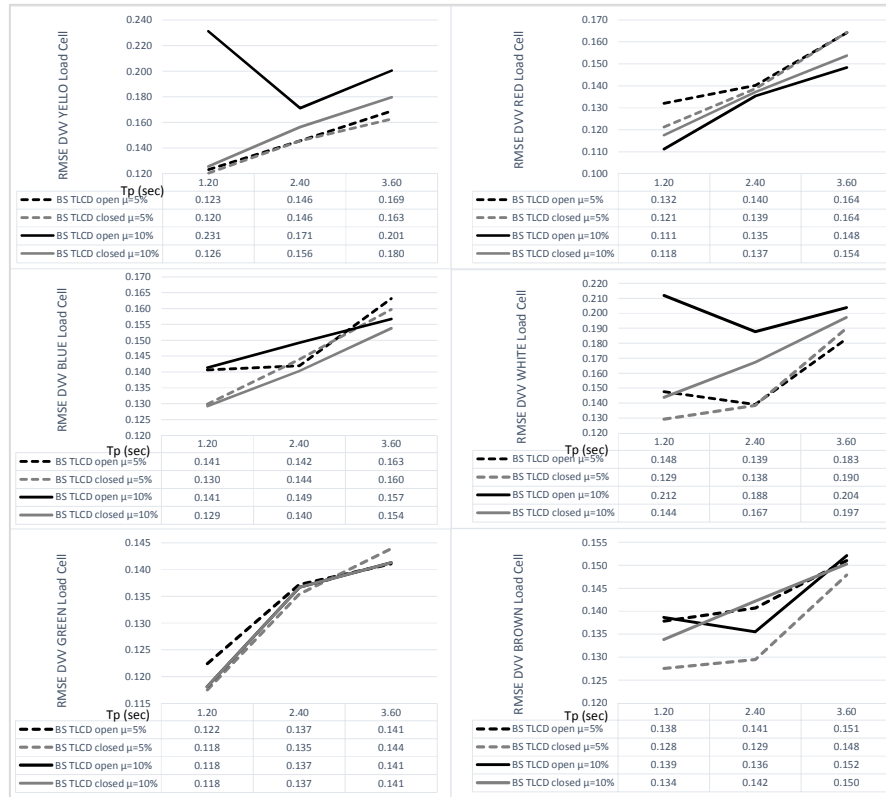 RMSE DVV YELLO Load Cell
0.240
0.220
0.200
0.180
0.160
0.140
0.120
Tp (sec)
1.20 2.40 3.60
BS TLCD open μ=5% 0.123 0.146 0.169
BS TLCD closed μ=5% 0.120 0.146 0.163
BS TLCD open μ=10% 0.231 0.171 0.201
BS TLCD closed μ=10% 0.126 0.156 0.180
RMSE DVV RED Load Cell
0.170
0.160
0.150
0.140
0.130
0.120
0.110
0.100
Tp (sec)
1.20 2.40 3.60
BS TLCD open μ=5% 0.132 0.140 0.164
BS TLCD closed μ=5% 0.121 0.139 0.164
BS TLCD open μ=10% 0.111 0.135 0.148
BS TLCD closed μ=10% 0.118 0.137 0.154
RMSE DVV BLUE Load Cell
0.170
0.165
0.160
0.155
0.150
0.145
0.140
0.135
0.130
0.125
0.120
Tp (sec)
1.20 2.40 3.60
BS TLCD open μ=5% 0.141 0.142 0.163
BS TLCD closed μ=5% 0.130 0.144 0.160
BS TLCD open μ=10% 0.141 0.149 0.157
BS TLCD closed μ=10% 0.129 0.140 0.154
RMSE DVV WHITE Load Cell
0.220
0.210
0.200
0.190
0.180
0.170
0.160
0.150
0.140
0.130
0.120
Tp (sec)
1.20 2.40 3.60
BS TLCD open μ=5% 0.148 0.139 0.183
BS TLCD closed μ=5% 0.129 0.138 0.190
BS TLCD open μ=10% 0.212 0.188 0.204
BS TLCD closed μ=10% 0.144 0.167 0.197
RMSE DVV GREEN Load Cell
0.145
0.140
0.135
0.130
0.125
0.120
0.115
Tp (sec)
1.20 2.40 3.60
BS TLCD open μ=5% 0.122 0.137 0.141
BS TLCD closed μ=5% 0.118 0.135 0.144
BS TLCD open μ=10% 0.118 0.137 0.141
BS TLCD closed μ=10% 0.118 0.137 0.141
RMSE DVV BROWN Load Cell
0.155
0.150
0.145
0.140
0.135
0.130
0.125
0.120
Tp (sec)
1.20 2.40 3.60
BS TLCD open μ=5% 0.138 0.141 0.151
BS TLCD closed μ=5% 0.128 0.129 0.148
BS TLCD open μ=10% 0.139 0.136 0.152
BS TLCD closed μ=10% 0.134 0.142 0.150